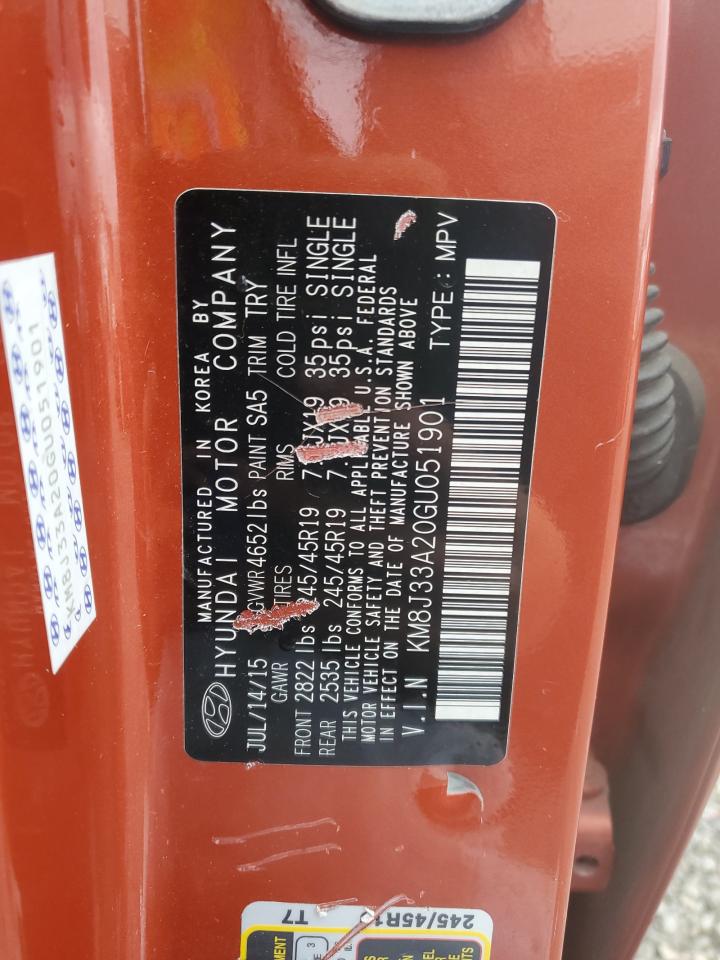 MANUFACTURED IN KOREA BY
HYUNDAI MOTOR COMPANY
JUL/14/15 GVWR 4652 lbs PAINT SA5 TRIM TRY
GAWR TIRES RIMS COLD TIRE INFL
FRONT 2822 lbs 245/45R19 35psi SINGLE
REAR 2535 lbs 245/45R19 35psi SINGLE
THIS VEHICLE CONFORMS TO ALL APPLICABLE U.S.A. FEDERAL
MOTOR VEHICLE SAFETY AND THEFT PREVENTION STANDARDS
IN EFFECT ON THE DATE OF MANUFACTURE SHOWN ABOVE
V.I.N KM8J33A20GU051901 TYPE : MPV
KM8J33A20GU051901
T7